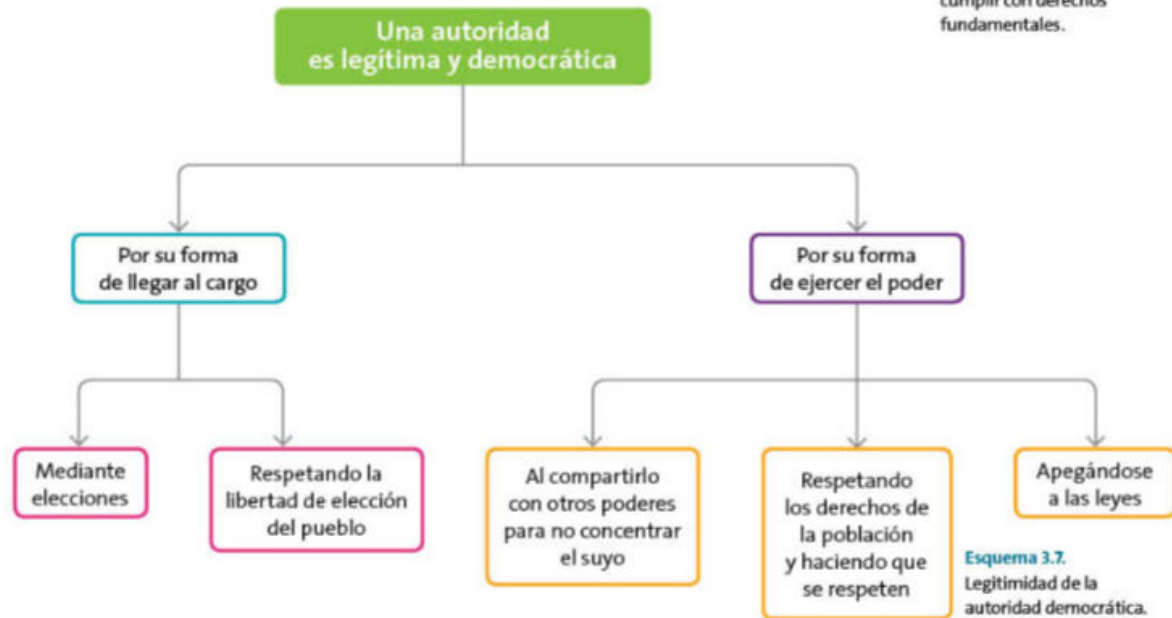 cumplir con derechos
fundamentales.
Una autoridad
es legítima y democrática
Por su forma
de llegar al cargo
Por su forma
de ejercer el poder
Mediante
elecciones
Respetando la
libertad de elección
del pueblo
Al compartirlo
con otros poderes
para no concentrar
el suyo
Respetando
los derechos de
la población
y haciendo que
se respeten
Apegándose
a las leyes
Esquema 3.7.
Legitimidad de la
autoridad democrática.